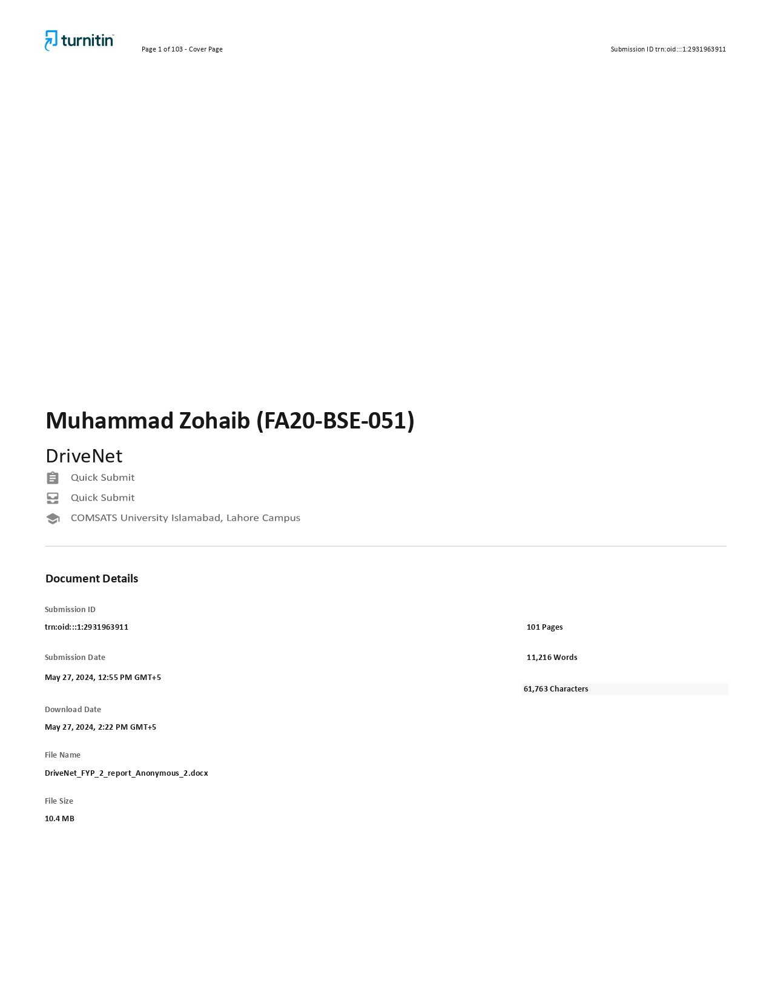 turnitin
Page 1 of 103 - Cover Page
Submission ID trn:oid:::1:2931963911
Muhammad Zohaib (FA20-BSE-051)
DriveNet
Quick Submit
Quick Submit
COMSATS University Islamabad, Lahore Campus
Document Details
Submission ID
trn:oid:::1:2931963911
101 Pages
Submission Date
11,216 Words
May 27, 2024, 12:55 PM GMT+5
61,763 Characters
Download Date
May 27, 2024, 2:22 PM GMT+5
File Name
DriveNet_FYP_2_report_Anonymous_2.docx
File Size
10.4 MB